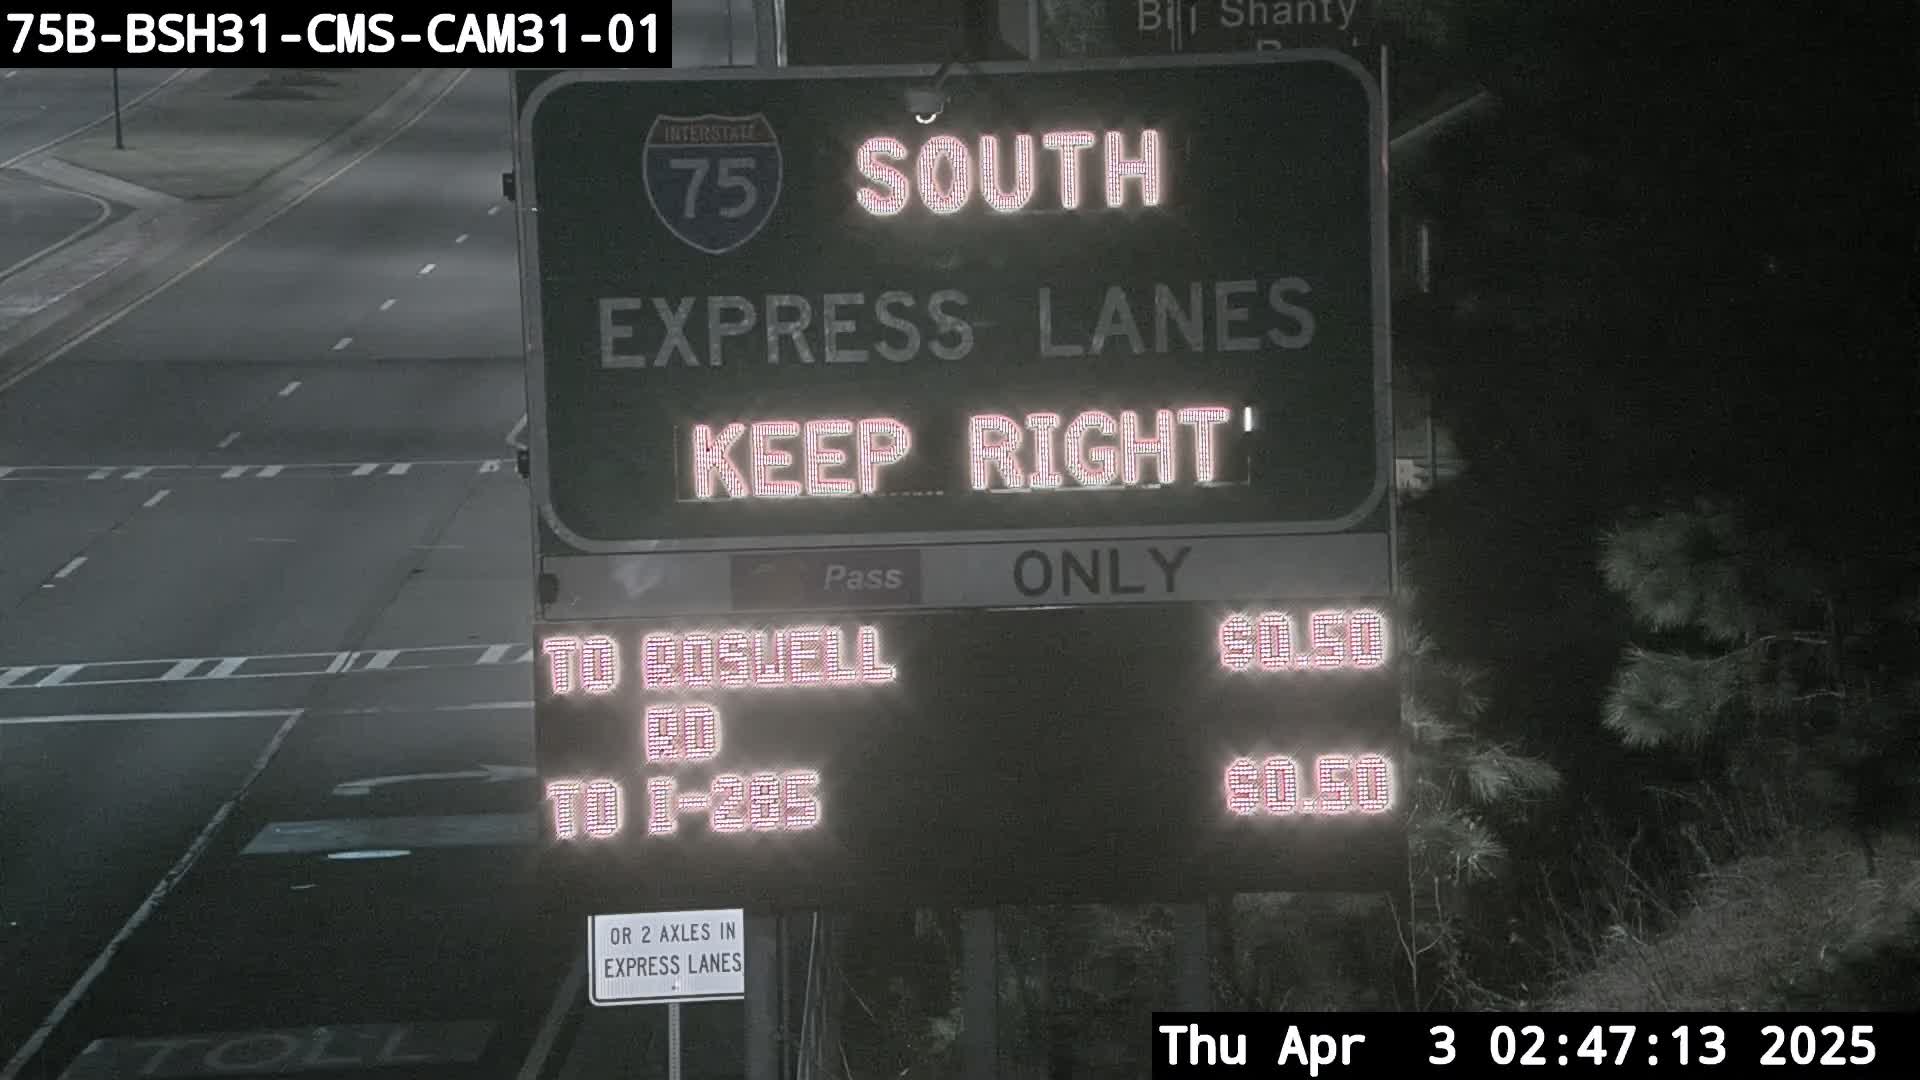 75B-BSH31-CMS-CAM31-01
Bill Shanty
INTERSTATE
75
SOUTH
EXPRESS LANES
KEEP RIGHT
Pass ONLY
TO ROSWELL $0.50
RD
TO I-285 $0.50
OR 2 AXLES IN
EXPRESS LANES
TOLL
Thu Apr 3 02:47:13 2025